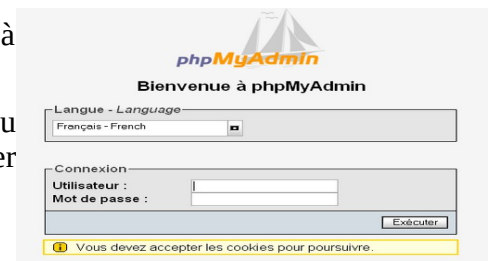 à
phpMyAdmin
Bienvenue à phpMyAdmin
Langue - Language
u
Français - French
er
Connexion
Utilisateur :
Mot de passe :
Exécuter
Vous devez accepter les cookies pour poursuivre.